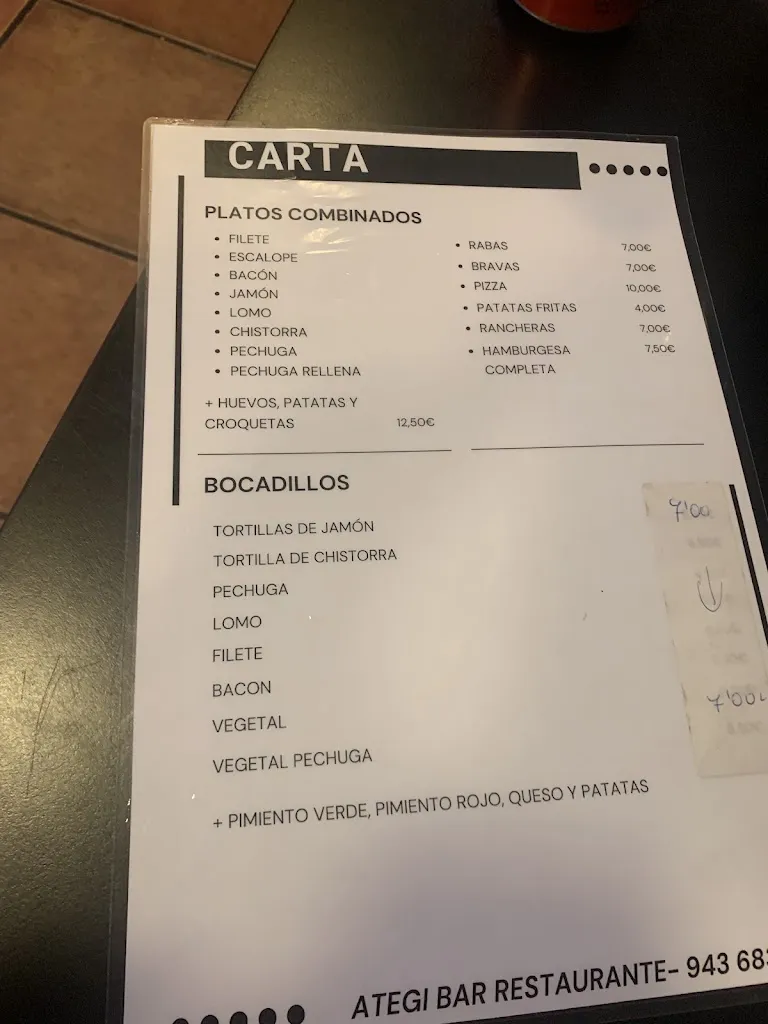 CARTA
PLATOS COMBINADOS
• FILETE
• ESCALOPE
• BACÓN
• JAMÓN
• LOMO
• CHISTORRA
• PECHUGA
• PECHUGA RELLENA
+ HUEVOS, PATATAS Y
CROQUETAS 12,50€
• RABAS 7,00€
• BRAVAS 7,00€
• PIZZA 10,00€
• PATATAS FRITAS 4,00€
• RANCHERAS 7,00€
• HAMBURGESA 7,50€
COMPLETA
BOCADILLOS
TORTILLAS DE JAMÓN 7'00
TORTILLA DE CHISTORRA
PECHUGA
LOMO
FILETE
BACON
VEGETAL 7'00
VEGETAL PECHUGA
+ PIMIENTO VERDE, PIMIENTO ROJO, QUESO Y PATATAS
ATEGI BAR RESTAURANTE- 943 683